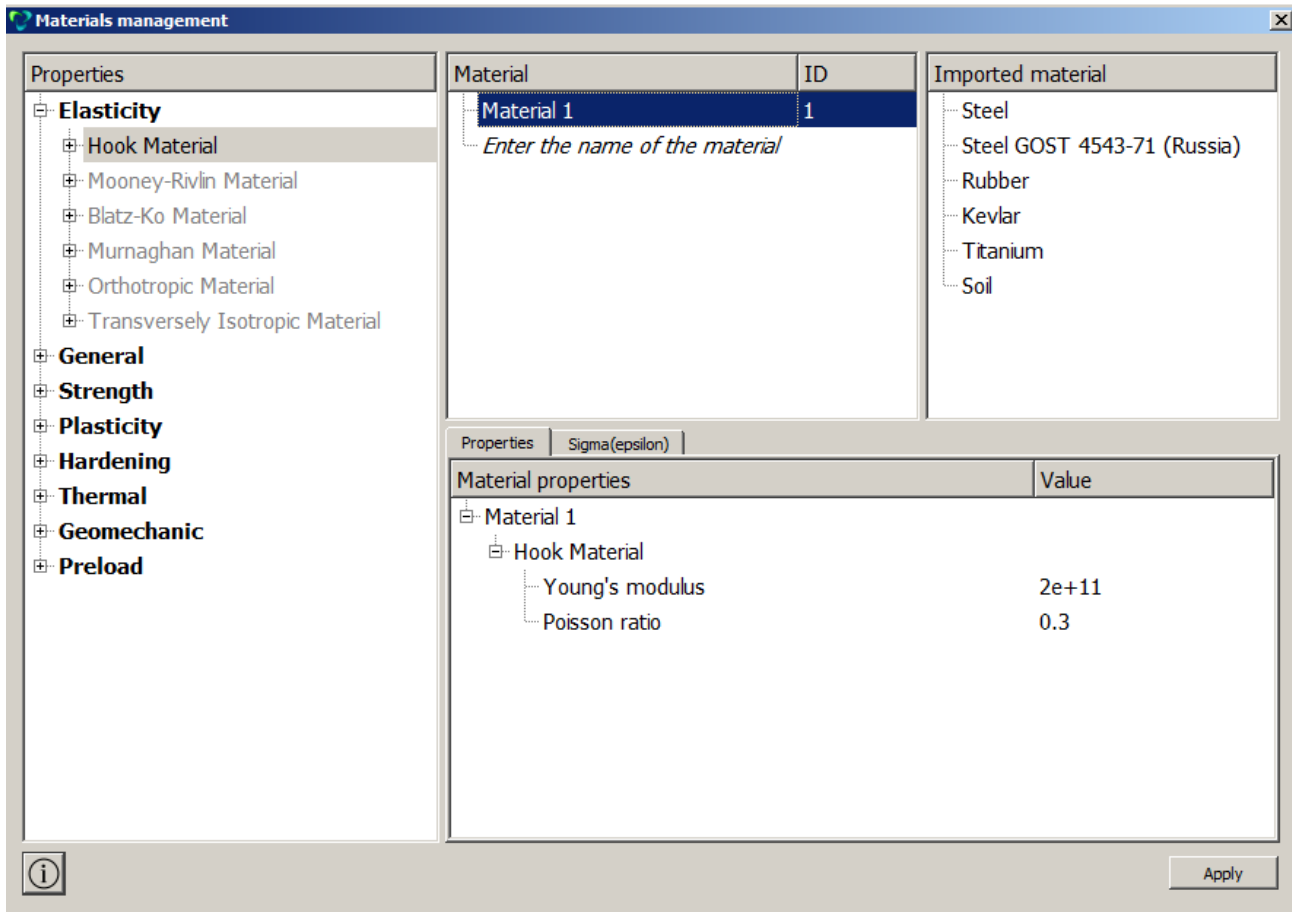 Materials management
Properties
Elasticity
Hook Material
Mooney-Rivlin Material
Blatz-Ko Material
Murnaghan Material
Orthotropic Material
Transversely Isotropic Material
General
Strength
Plasticity
Hardening
Thermal
Geomechanic
Preload
Material ID
Material 1 1
Enter the name of the material
Imported material
Steel
Steel GOST 4543-71 (Russia)
Rubber
Kevlar
Titanium
Soil
Properties Sigma(epsilon)
Material properties Value
Material 1
Hook Material
Young's modulus 2e+11
Poisson ratio 0.3
Apply